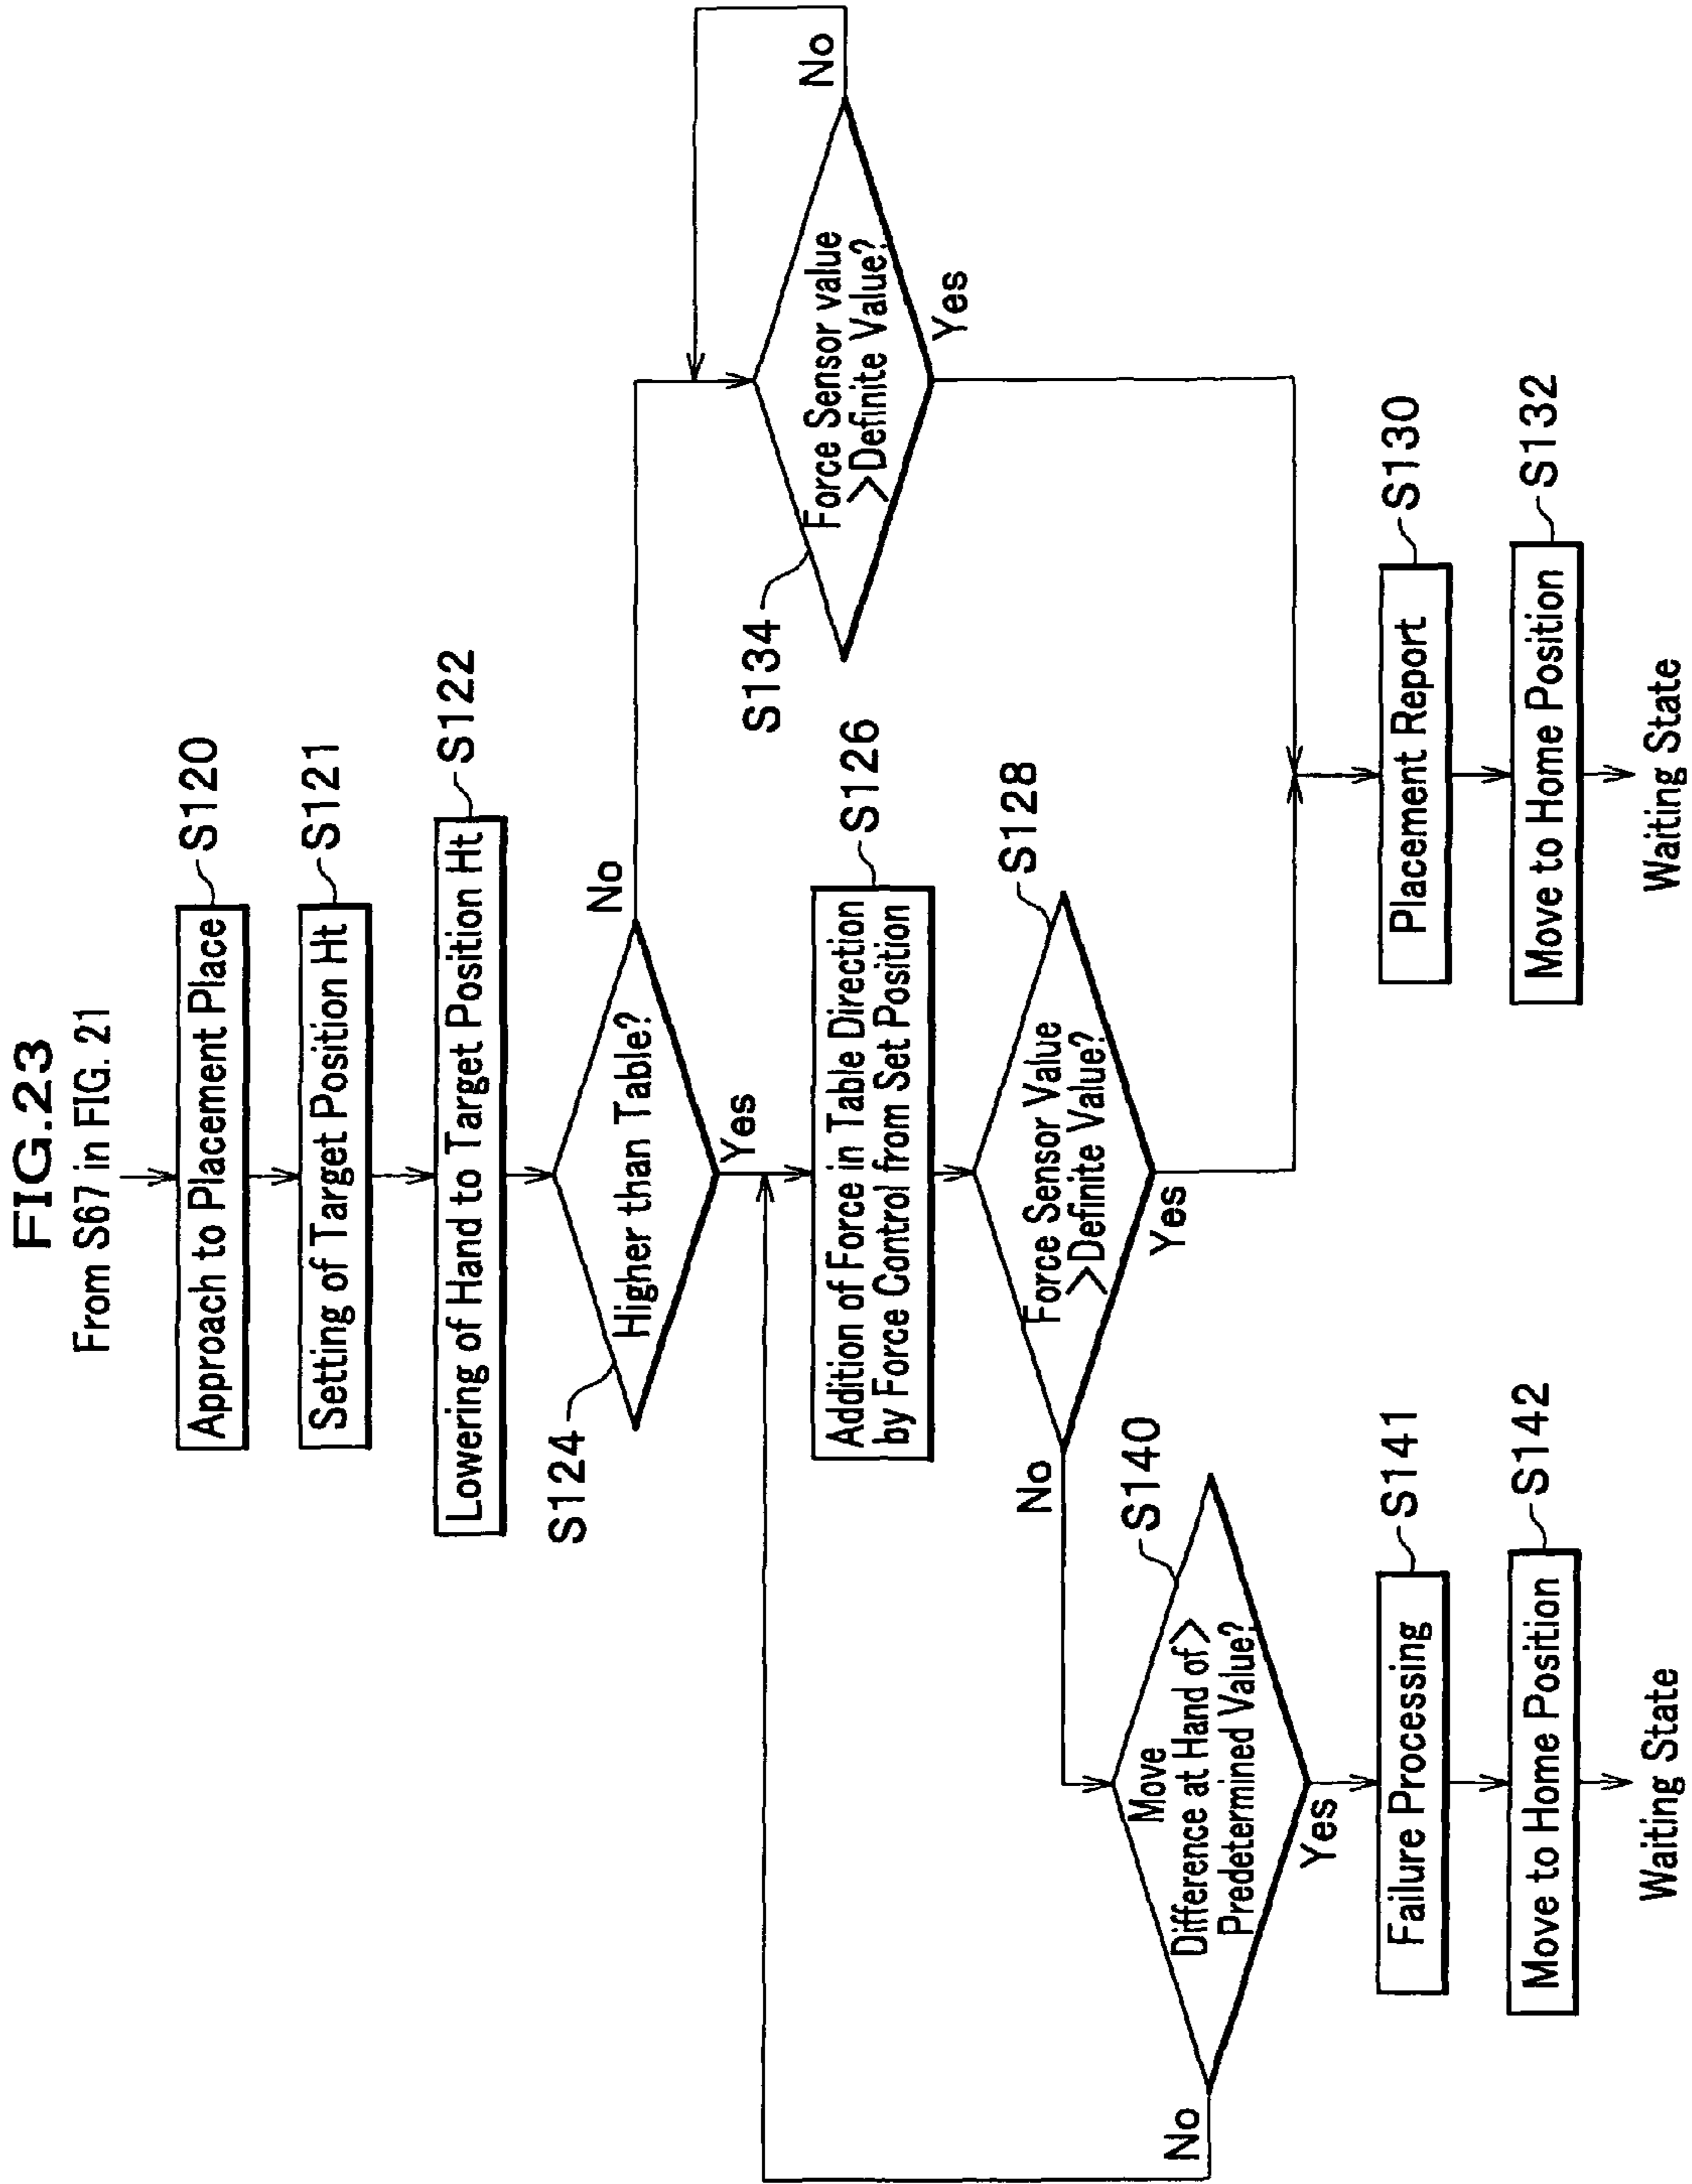 FIG.23
From S67 in FIG. 21
Approach to Placement Place
S120
Setting of Target Position Ht
S121
Lowering of Hand to Target Position Ht
S122
S124
Higher than Table?
No
Yes
Addition of Force in Table Direction
by Force Control from Set Position
S126
S134
Force Sensor value
>Definite Value?
No
Yes
Force Sensor Value
>Definite Value?
S128
No
Yes
Move
Difference at Hand of>
Predetermined Value?
S140
No
Yes
Failure Processing
S141
Move to Home Position
S142
Waiting State
Placement Report
S130
Move to Home Position
S132
Waiting State